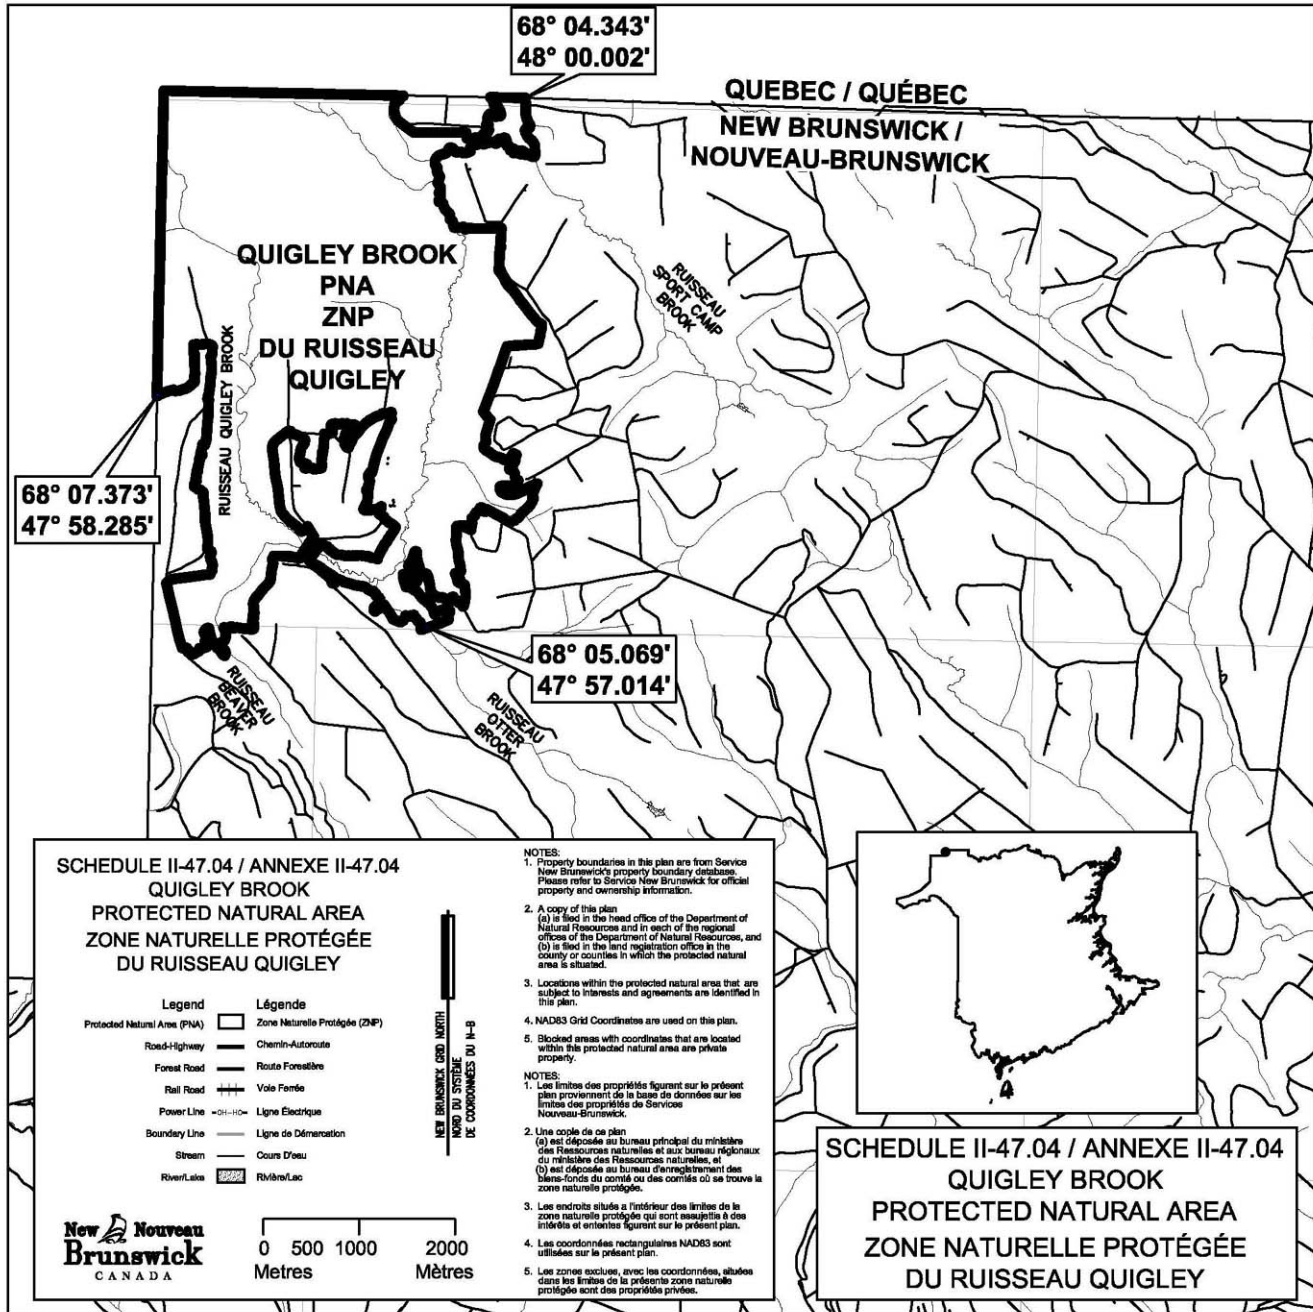 68° 04.343'
48° 00.002'
QUEBEC / QUÉBEC
NEW BRUNSWICK /
NOUVEAU-BRUNSWICK
QUIGLEY BROOK
PNA
ZNP
DU RUISSEAU
QUIGLEY
RUISSEAU
SPORT CAMP
BROOK
RUISSEAU QUIGLEY BROOK
68° 07.373'
47° 58.285'
68° 05.069'
47° 57.014'
RUISSEAU
BEAVER
BROOK
RUISSEAU
OTTER
BROOK
SCHEDULE II-47.04 / ANNEXE II-47.04
QUIGLEY BROOK
PROTECTED NATURAL AREA
ZONE NATURELLE PROTÉGÉE
DU RUISSEAU QUIGLEY
Legend Légende
Protected Natural Area (PNA) Zone Naturelle Protégée (ZNP)
Road-Highway Chemin-Autoroute
Forest Road Route Forestière
Rail Road Voie Ferrée
Power Line -OH-HO- Ligne Électrique
Boundary Line Ligne de Démarcation
Stream Cours D'eau
River/Lake Rivière/Lac
NEW BRUNSWICK GRID NORTH
NORD DU SYSTÈME
DE COORDONNÉES DU N-B
New Nouveau
Brunswick
CANADA
0 500 1000 2000
Metres Mètres
NOTES:
1. Property boundaries in this plan are from Service
New Brunswick's property boundary database.
Please refer to Service New Brunswick for official
property and ownership information.
2. A copy of this plan
(a) is filed in the head office of the Department of
Natural Resources and in each of the regional
offices of the Department of Natural Resources, and
(b) is filed in the land registration office in the
county or counties in which the protected natural
area is situated.
3. Locations within the protected natural area that are
subject to interests and agreements are identified in
this plan.
4. NAD83 Grid Coordinates are used on this plan.
5. Blocked areas with coordinates that are located
within this protected natural area are private
property.
NOTES:
1. Les limites des propriétés figurant sur le présent
plan proviennent de la base de données sur les
limites des propriétés de Services
Nouveau-Brunswick.
2. Une copie de ce plan
(a) est déposée au bureau principal du ministère
des Ressources naturelles et aux bureau régionaux
du ministère des Ressources naturelles, et
(b) est déposée au bureau d'enregistrement des
biens-fonds du comté ou des comtés où se trouve la
zone naturelle protégée.
3. Les endroits situés a l'intérieur des limites de la
zone naturelle protégée qui sont assujettis à des
intérêts et ententes figurent sur le présent plan.
4. Les coordonnées rectangulaires NAD83 sont
utilisées sur le présent plan.
5. Les zones exclues, avec les coordonnées, situées
dans les limites de la présente zone naturelle
protégée sont des propriétés privées.
SCHEDULE II-47.04 / ANNEXE II-47.04
QUIGLEY BROOK
PROTECTED NATURAL AREA
ZONE NATURELLE PROTÉGÉE
DU RUISSEAU QUIGLEY